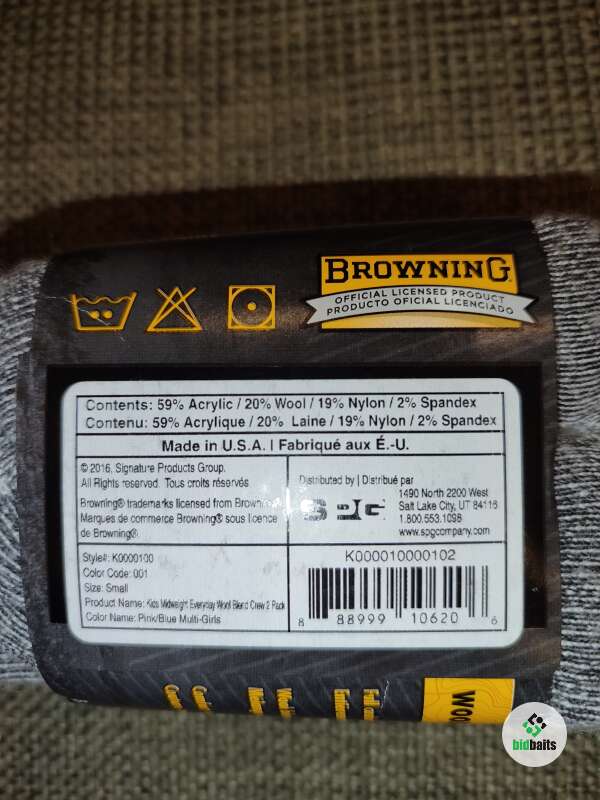 BROWNING
OFFICIAL LICENSED PRODUCT
PRODUCTO OFICIAL LICENCIADO
Contents: 59% Acrylic / 20% Wool / 19% Nylon / 2% Spandex
Contenu: 59% Acrylique / 20% Laine / 19% Nylon / 2% Spandex
Made in U.S.A. | Fabriqué aux É.-U.
© 2016, Signature Products Group.
All Rights reserved. Tous croits réservés
Browning® trademarks licensed from
Marques de commerce Browning® sous licence
de Browning®
Distributed by | Distribué par
SPG
1490 North 2200 West
Salt Lake City, UT 84116
1.800.553.1098
www.spgcompany.com
Style#: K0000100
Color Code: 001
Size: Small
Product Name: Kids Midweight Everyday Wool Blend Crew 2 Pack
Color Name: Pink/Blue Multi-Girls
K000010000102
8 88999 10620 6
bidbaits